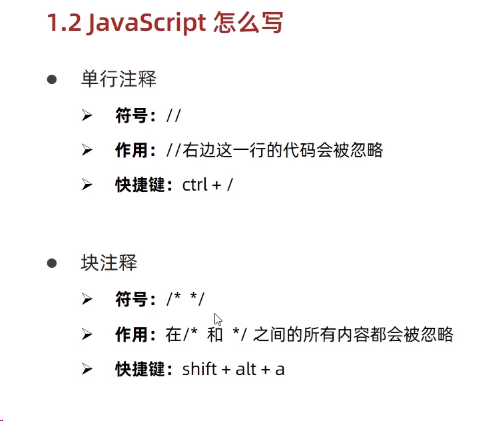 1.2 JavaScript 怎么写
单行注释
符号：//
作用：//右边这一行的代码会被忽略
快捷键：ctrl + /
块注释
符号：/* */
作用：在/* 和 */ 之间的所有内容都会被忽略
快捷键：shift + alt + a